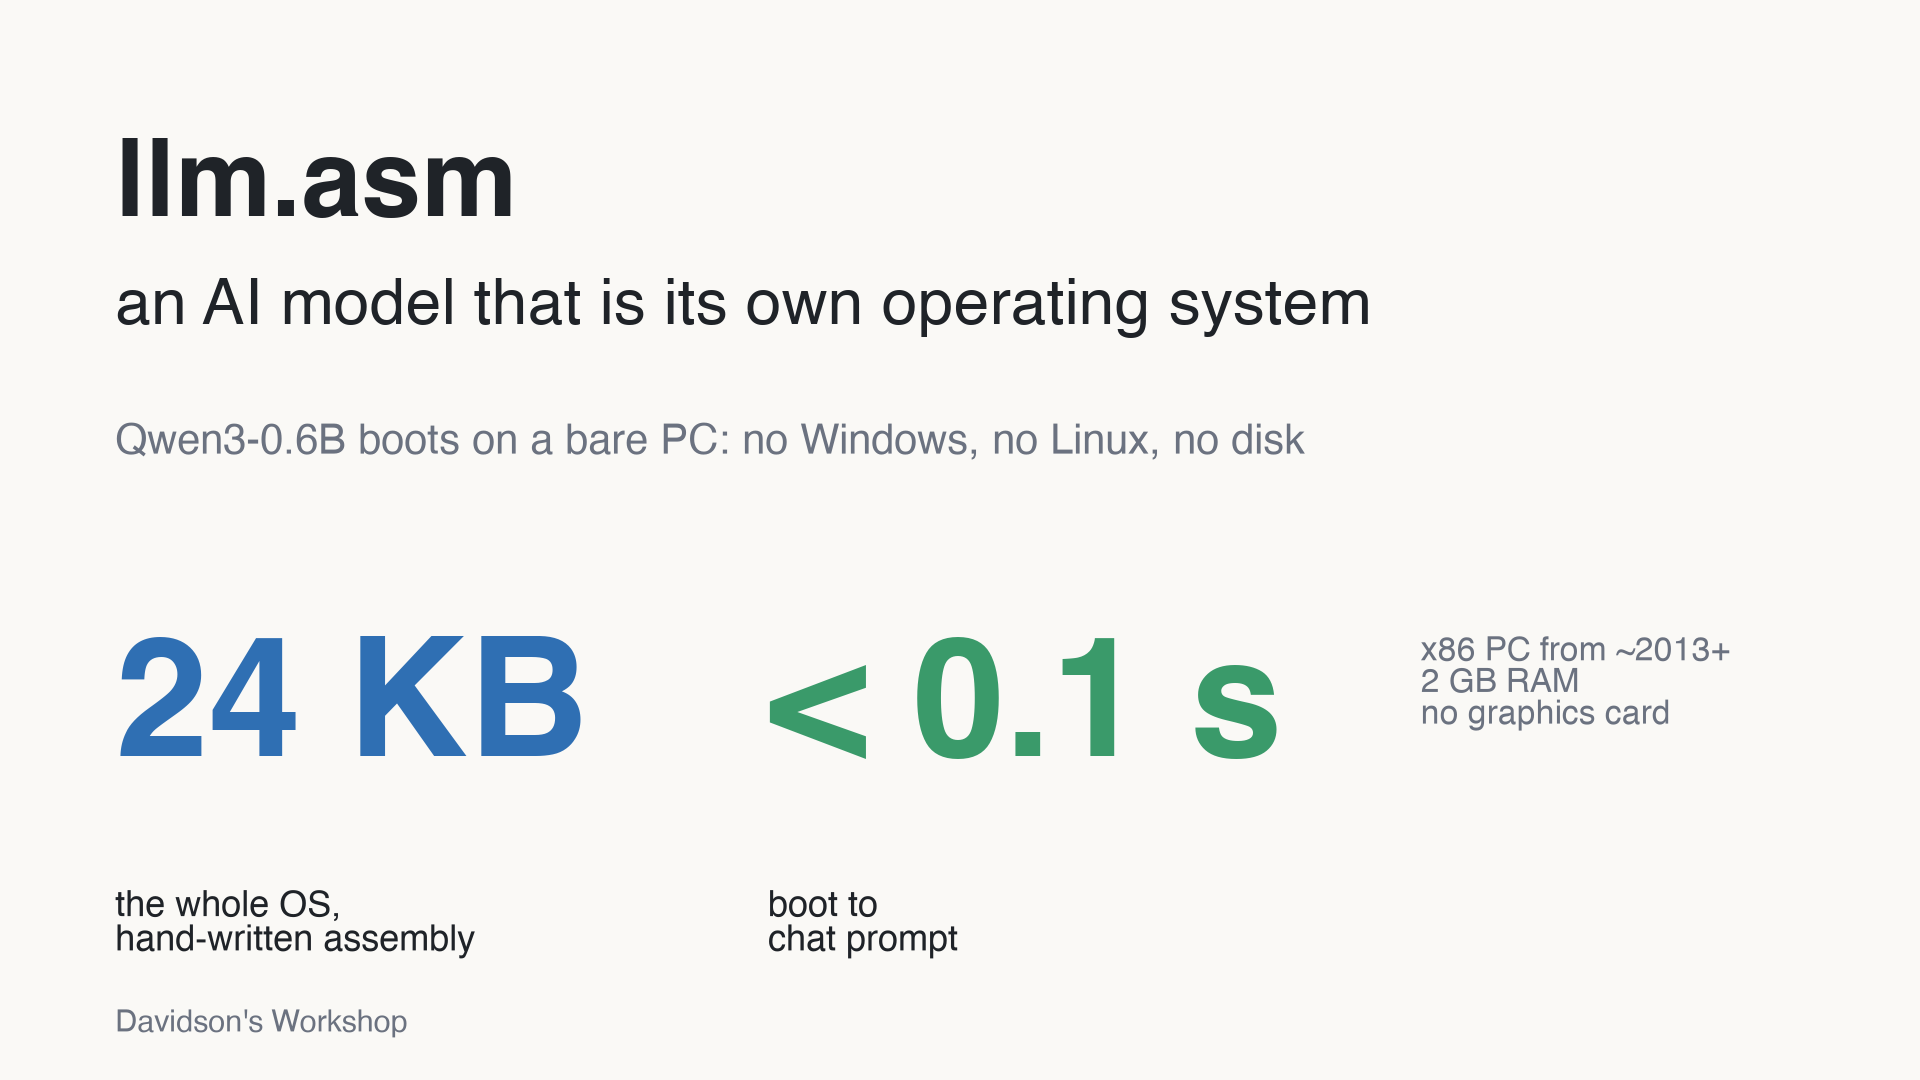 llm.asm
an AI model that is its own operating system
Qwen3-0.6B boots on a bare PC: no Windows, no Linux, no disk
24 KB
the whole OS,
hand-written assembly
< 0.1 s
boot to
chat prompt
x86 PC from ~2013+
2 GB RAM
no graphics card
Davidson's Workshop